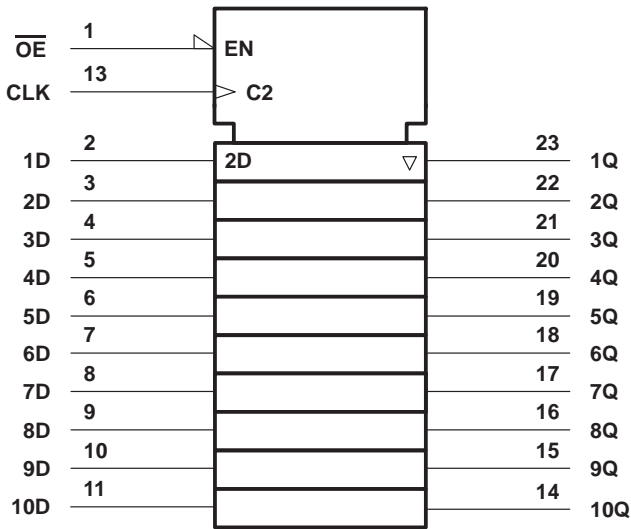 O̅E̅ 1 EN
CLK 13 C2
1D 2 2D 23 1Q
2D 3 22 2Q
3D 4 21 3Q
4D 5 20 4Q
5D 6 19 5Q
6D 7 18 6Q
7D 8 17 7Q
8D 9 16 8Q
9D 10 15 9Q
10D 11 14 10Q